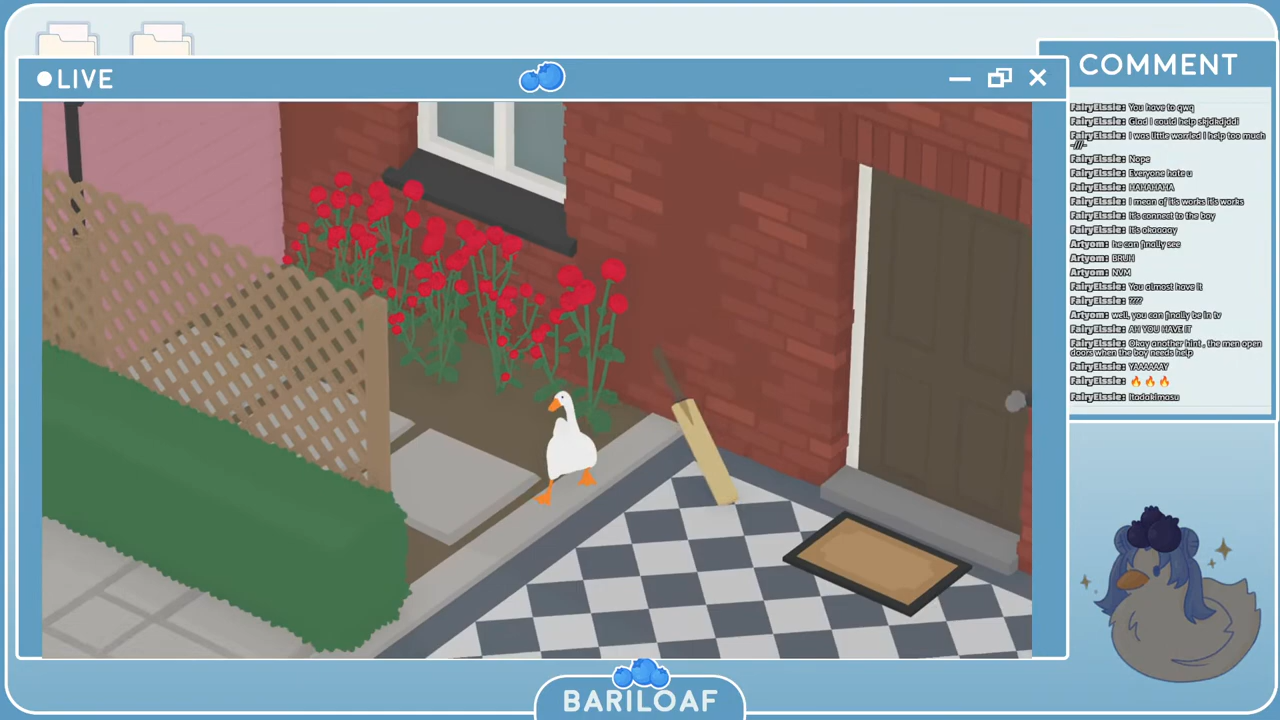 LIVE
COMMENT
FairyElssie: You have to qwq
FairyElssie: Glad I could help skjdkdjddl
FairyElssie: I was little worried I help too much
-///-
FairyElssie: Nope
FairyElssie: Everyone hate u
FairyElssie: HAHAHAHA
FairyElssie: I mean of it's works it's works
FairyElssie: It's connect to the boy
FairyElssie: It's okaoooy
Artyom: he can finally see
Artyom: BRUH
Artyom: NVM
FairyElssie: You almost have it
FairyElssie: ???
Artyom: well, you can finally be in tv
FairyElssie: AH YOU HAVE IT
FairyElssie: Okay another hint , the men open
doors when the boy needs help
FairyElssie: YAAAAAY
FairyElssie: 🔥🔥🔥
FairyElssie: Itadakimasu
BARILOAF